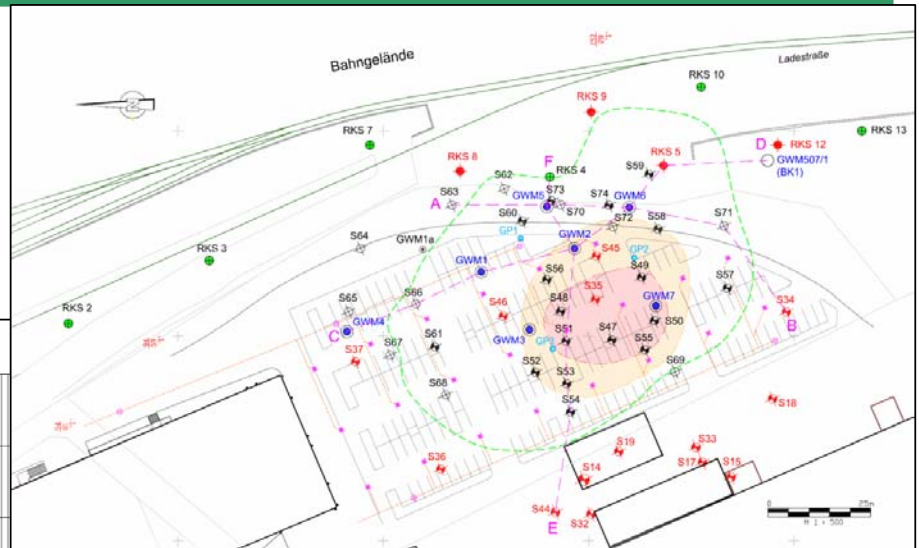 Bahngelände
Ladestraße
RKS 10
RKS 9
RKS 13
RKS 7
D
RKS 12
GWM507/1
(BK1)
RKS 8
F
RKS 4
RKS 5
S59
S62
S63
A
GWM5
S73
S70
S74
GWM6
S60
S72
S58
S71
GP1
GWM2
S64
GWM1a
S45
GP2
RKS 3
GWM1
S56
S49
S57
S66
S35
GWM7
RKS 2
S65
S46
S48
S34
C
GWM4
GWM3
S51
S47
S50
B
S37
S67
S61
GP3
S55
S52
S69
S53
S68
S54
S18
S36
S19
S33
S14
S17
S15
S44
S32
E
0
25m
M 1 : 500